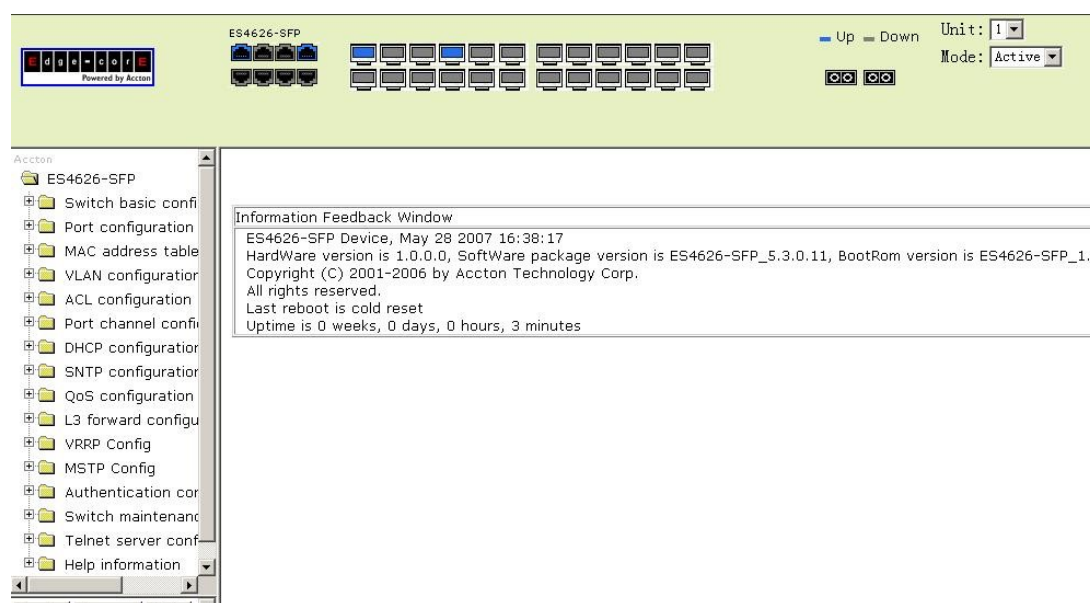 Edge-corE
Powered by Accton
ES4626-SFP
Up
Down
Unit: 1
Mode: Active
Accton
ES4626-SFP
Switch basic confi
Port configuration
MAC address table
VLAN configuration
ACL configuration
Port channel confi
DHCP configuration
SNTP configuration
QoS configuration
L3 forward configu
VRRP Config
MSTP Config
Authentication cor
Switch maintenanc
Telnet server conf
Help information
Information Feedback Window
ES4626-SFP Device, May 28 2007 16:38:17
HardWare version is 1.0.0.0, SoftWare package version is ES4626-SFP_5.3.0.11, BootRom version is ES4626-SFP_1.
Copyright (C) 2001-2006 by Accton Technology Corp.
All rights reserved.
Last reboot is cold reset
Uptime is 0 weeks, 0 days, 0 hours, 3 minutes